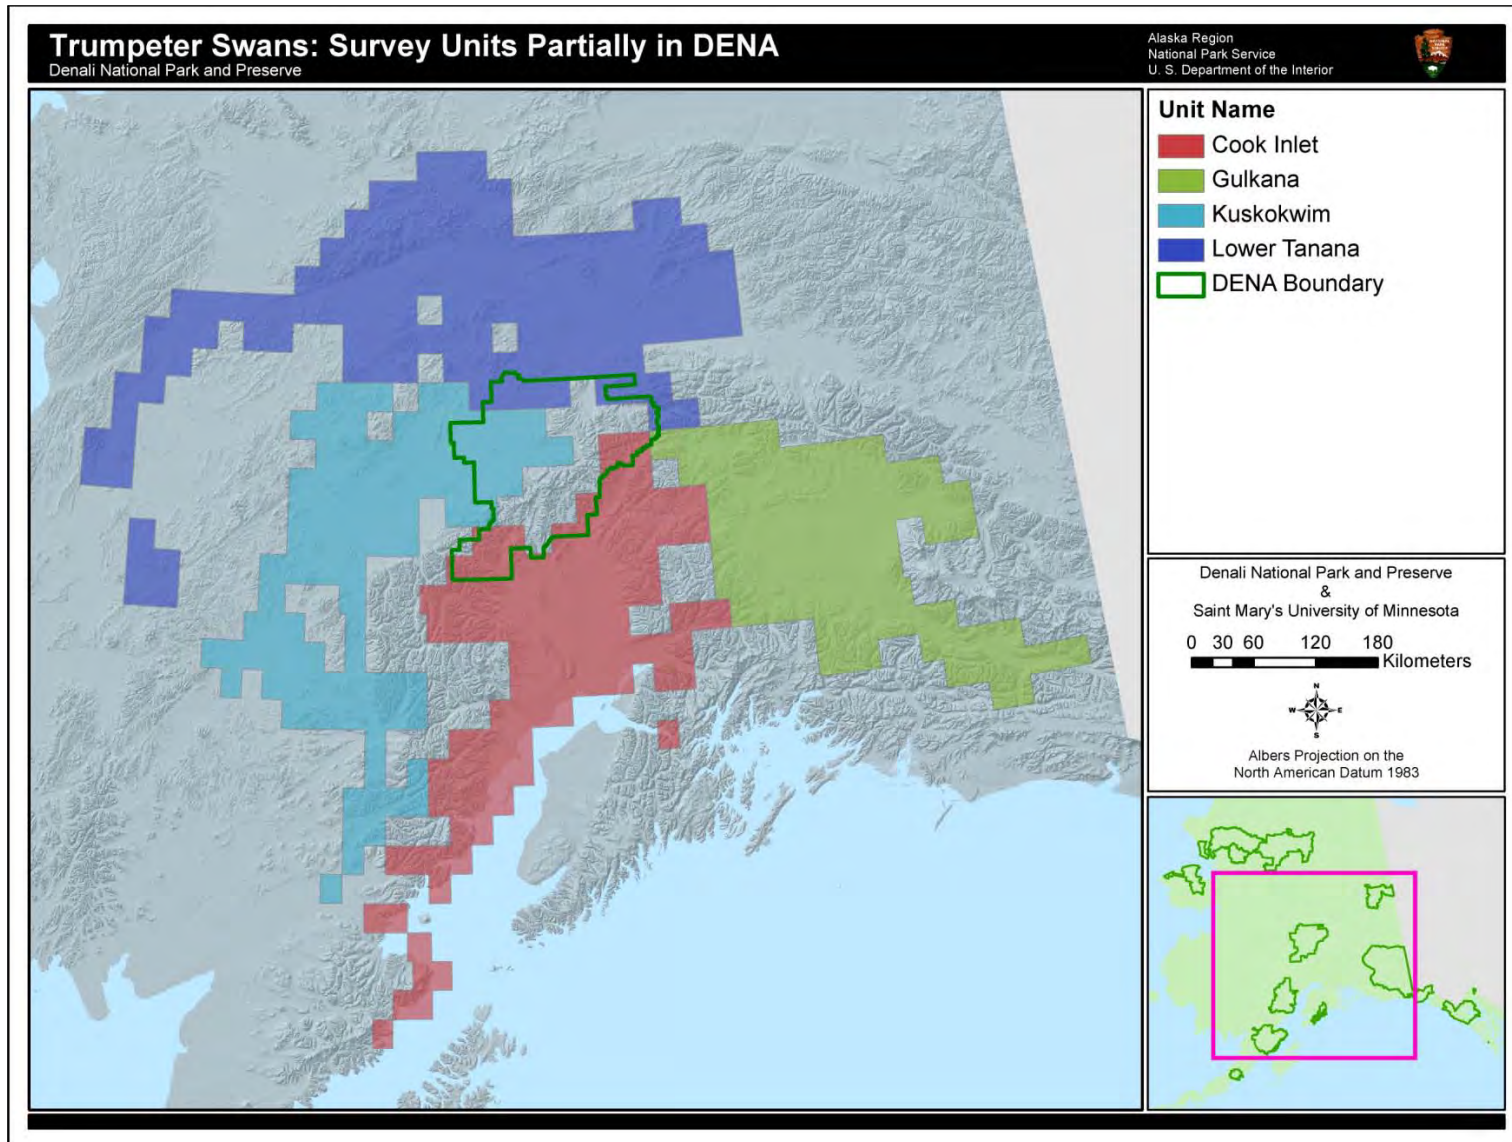 Trumpeter Swans: Survey Units Partially in DENA
Denali National Park and Preserve
Alaska Region
National Park Service
U. S. Department of the Interior
Unit Name
Cook Inlet
Gulkana
Kuskokwim
Lower Tanana
DENA Boundary
Denali National Park and Preserve
&
Saint Mary's University of Minnesota
0 30 60 120 180
Kilometers
N
W E
S
Albers Projection on the
North American Datum 1983